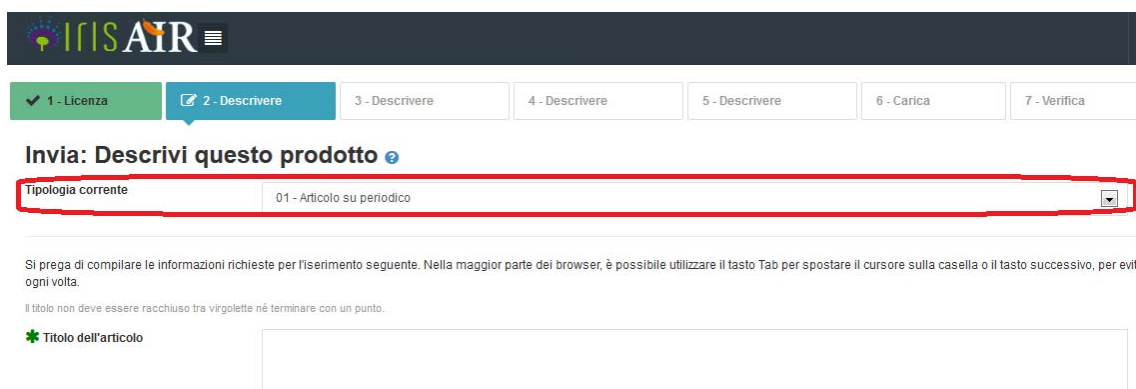 IRIS AIR
1 - Licenza
2 - Descrivere
3 - Descrivere
4 - Descrivere
5 - Descrivere
6 - Carica
7 - Verifica
Invia: Descrivi questo prodotto
Tipologia corrente
01 - Articolo su periodico
Si prega di compilare le informazioni richieste per l'iserimento seguente. Nella maggior parte dei browser, è possibile utilizzare il tasto Tab per spostare il cursore sulla casella o il tasto successivo, per evit
ogni volta.
Il titolo non deve essere racchiuso tra virgolette né terminare con un punto.
Titolo dell'articolo